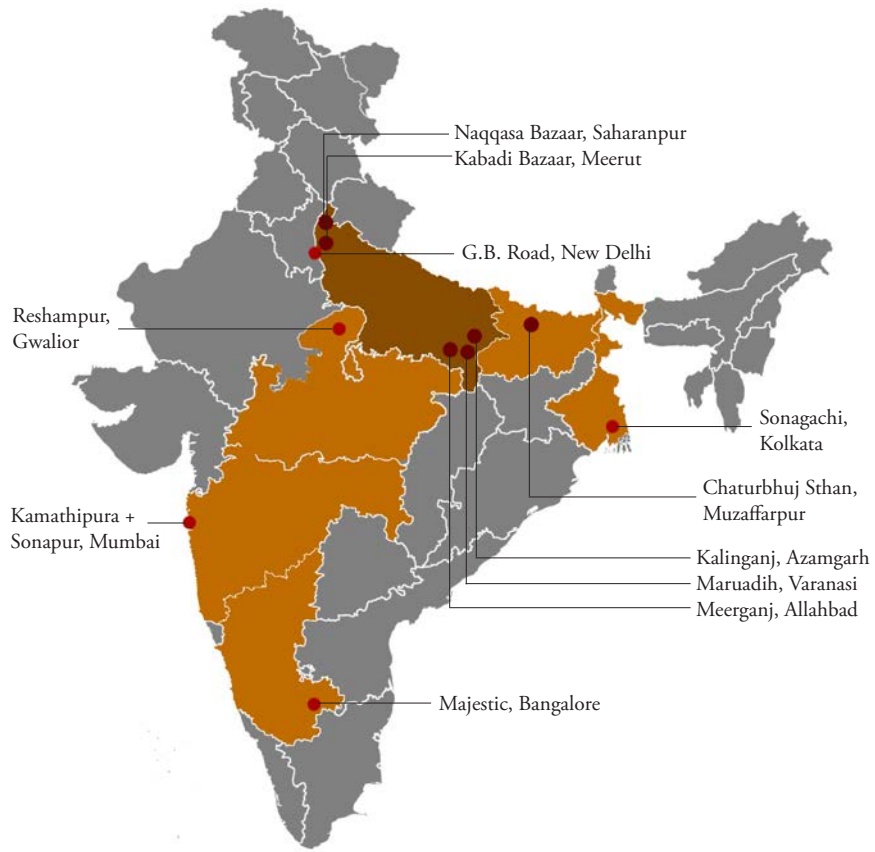 Naqqasa Bazaar, Saharanpur
Kabadi Bazaar, Meerut
G.B. Road, New Delhi
Reshampur,
Gwalior
Sonagachi,
Kolkata
Chaturbhuj Sthan,
Muzaffarpur
Kamathipura +
Sonapur, Mumbai
Kalinganj, Azamgarh
Maruadih, Varanasi
Meerganj, Allahbad
Majestic, Bangalore